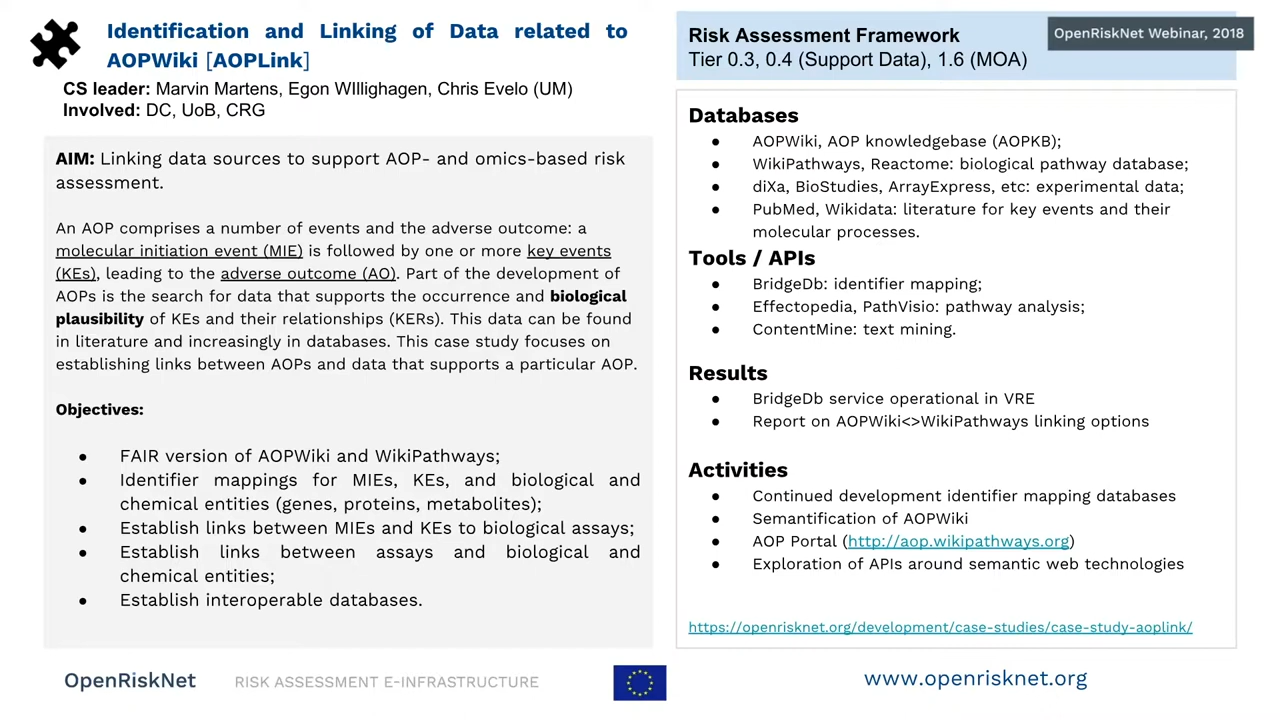 Identification and Linking of Data related to
AOPWiki [AOPLink]
CS leader: Marvin Martens, Egon WIllighagen, Chris Evelo (UM)
Involved: DC, UoB, CRG
AIM: Linking data sources to support AOP- and omics-based risk
assessment.
An AOP comprises a number of events and the adverse outcome: a
molecular initiation event (MIE) is followed by one or more key events
(KEs), leading to the adverse outcome (AO). Part of the development of
AOPs is the search for data that supports the occurrence and biological
plausibility of KEs and their relationships (KERs). This data can be found
in literature and increasingly in databases. This case study focuses on
establishing links between AOPs and data that supports a particular AOP.
Objectives:
● FAIR version of AOPWiki and WikiPathways;
● Identifier mappings for MIEs, KEs, and biological and
chemical entities (genes, proteins, metabolites);
● Establish links between MIEs and KEs to biological assays;
● Establish links between assays and biological and
chemical entities;
● Establish interoperable databases.
Risk Assessment Framework
Tier 0.3, 0.4 (Support Data), 1.6 (MOA)
OpenRiskNet Webinar, 2018
Databases
● AOPWiki, AOP knowledgebase (AOPKB);
● WikiPathways, Reactome: biological pathway database;
● diXa, BioStudies, ArrayExpress, etc: experimental data;
● PubMed, Wikidata: literature for key events and their
molecular processes.
Tools / APIs
● BridgeDb: identifier mapping;
● Effectopedia, PathVisio: pathway analysis;
● ContentMine: text mining.
Results
● BridgeDb service operational in VRE
● Report on AOPWiki<>WikiPathways linking options
Activities
● Continued development identifier mapping databases
● Semantification of AOPWiki
● AOP Portal (http://aop.wikipathways.org)
● Exploration of APIs around semantic web technologies
https://openrisknet.org/development/case-studies/case-study-aoplink/
OpenRiskNet RISK ASSESSMENT E-INFRASTRUCTURE
www.openrisknet.org